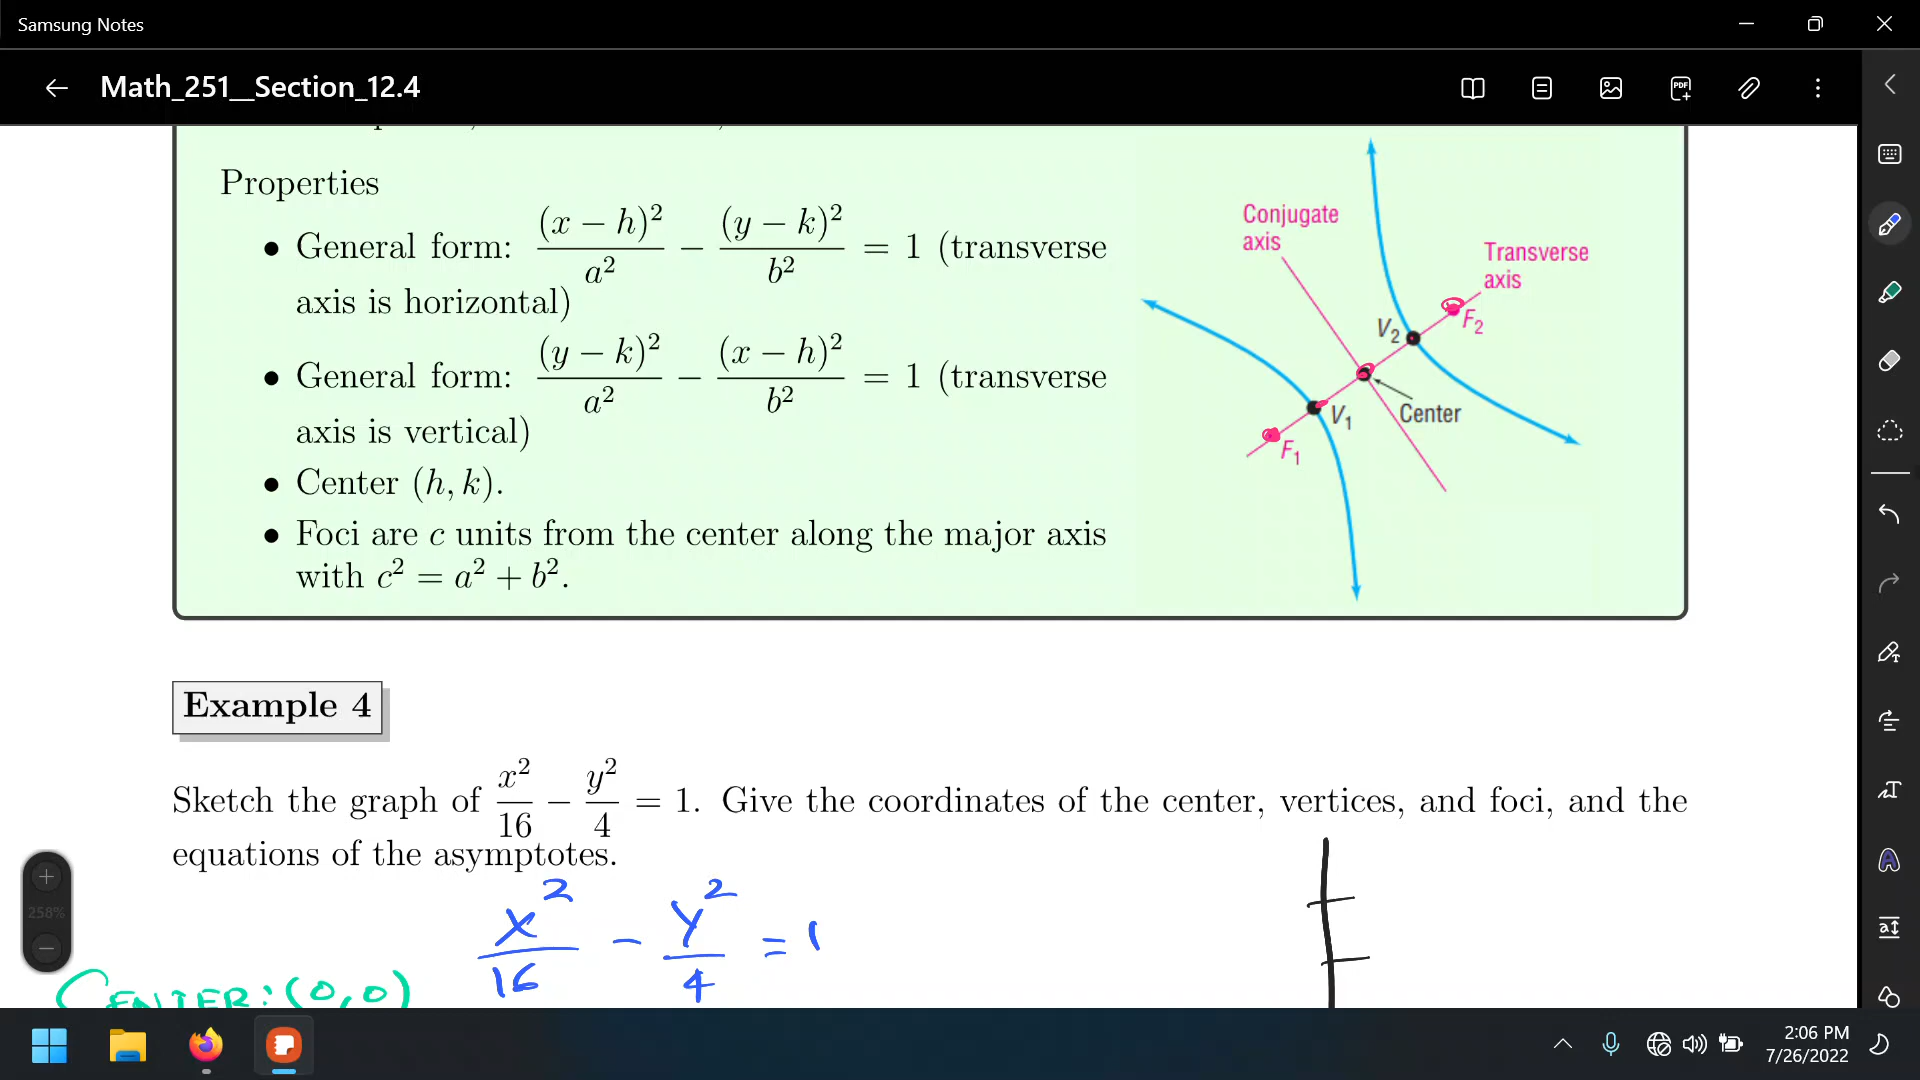 Samsung Notes
Math_251__Section_12.4
Properties
• General form: (x − h)²/a² − (y − k)²/b² = 1 (transverse
axis is horizontal)
• General form: (y − k)²/a² − (x − h)²/b² = 1 (transverse
axis is vertical)
• Center (h, k).
• Foci are c units from the center along the major axis
with c² = a² + b².
Conjugate
axis
Transverse
axis
F₂
V₂
Center
V₁
F₁
Example 4
Sketch the graph of x²/16 − y²/4 = 1. Give the coordinates of the center, vertices, and foci, and the
equations of the asymptotes.
x²/16 − y²/4 = 1
CENTER: (0,0)
258%
PDF
2:06 PM
7/26/2022